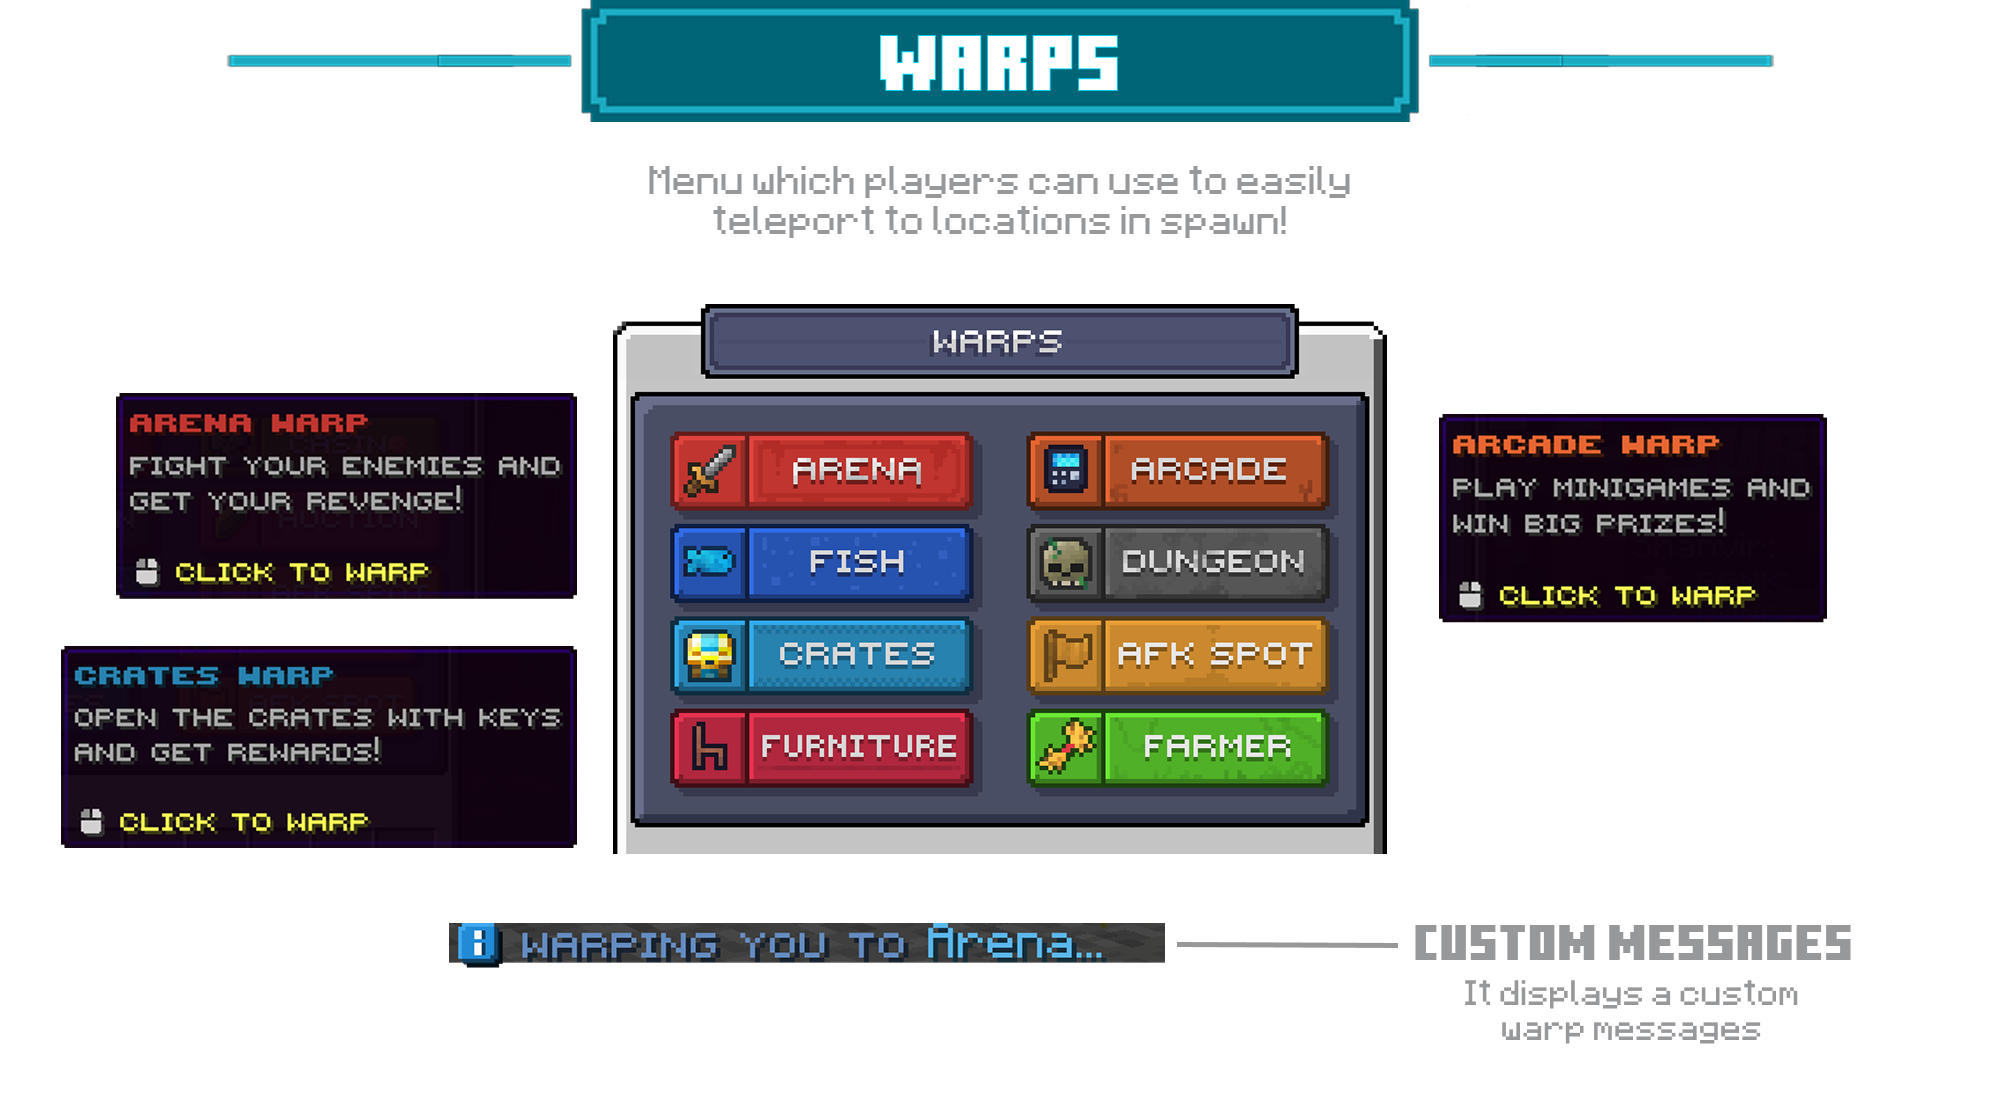 WARPS
Menu which players can use to easily
teleport to locations in spawn!
WARPS
ARENA WARP
FIGHT YOUR ENEMIES AND
GET YOUR REVENGE!
CLICK TO WARP
CRATES WARP
OPEN THE CRATES WITH KEYS
AND GET REWARDS!
CLICK TO WARP
ARENA
ARCADE
FISH
DUNGEON
CRATES
AFK SPOT
FURNITURE
FARMER
ARCADE WARP
PLAY MINIGAMES AND
WIN BIG PRIZES!
CLICK TO WARP
WARPING YOU TO Arena...
CUSTOM MESSAGES
It displays a custom
warp messages